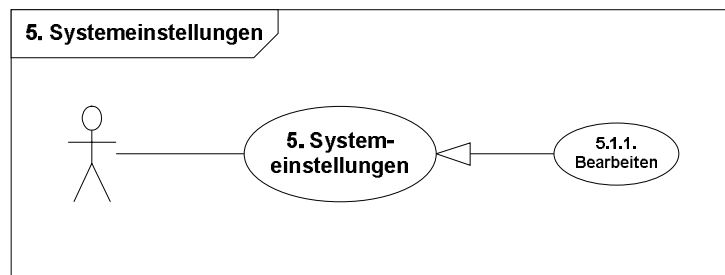 5. Systemeinstellungen
5. System-
einstellungen
5.1.1.
Bearbeiten